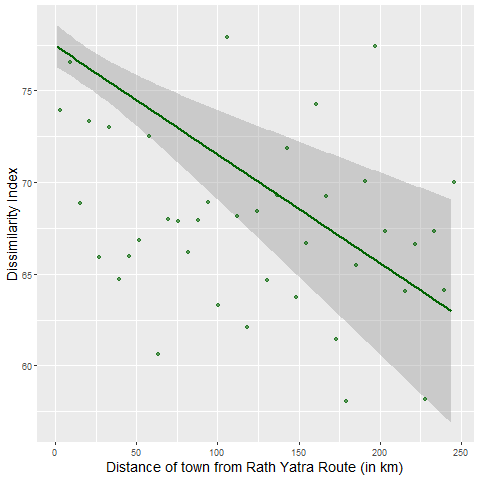 Dissimilarity Index
75
70
65
60
0 50 100 150 200 250
Distance of town from Rath Yatra Route (in km)